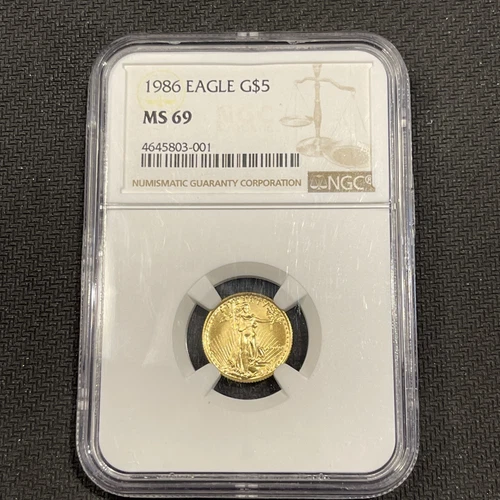 1986 EAGLE G$5
MS 69
4645803-001
NUMISMATIC GUARANTY CORPORATION
NGC®